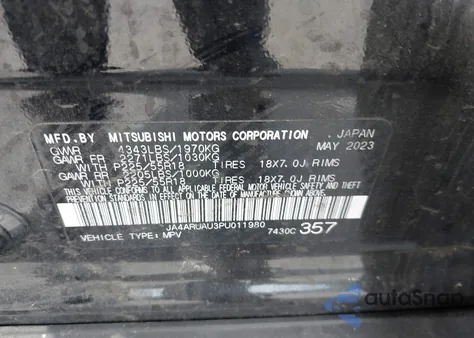 MFD.BY MITSUBISHI MOTORS CORPORATION JAPAN
GVWR 4343LBS/1970KG MAY 2023
GAWR FR 2271LBS/1030KG
WITH P225/55R18 TIRES 18X7.0J RIMS
GAWR RR 2205LBS/1000KG
WITH P225/55R18 TIRES 18X7.0J RIMS
THIS VEHICLE CONFORMS TO ALL APPLICABLE FEDERAL MOTOR VEHICLE
SAFETY AND THEFT PREVENTION STANDARDS IN EFFECT ON THE DATE OF
MANUFACTURE SHOWN ABOVE.
JA4ARUAU3PU011980
VEHICLE TYPE: MPV 7430C 357
autoSnap